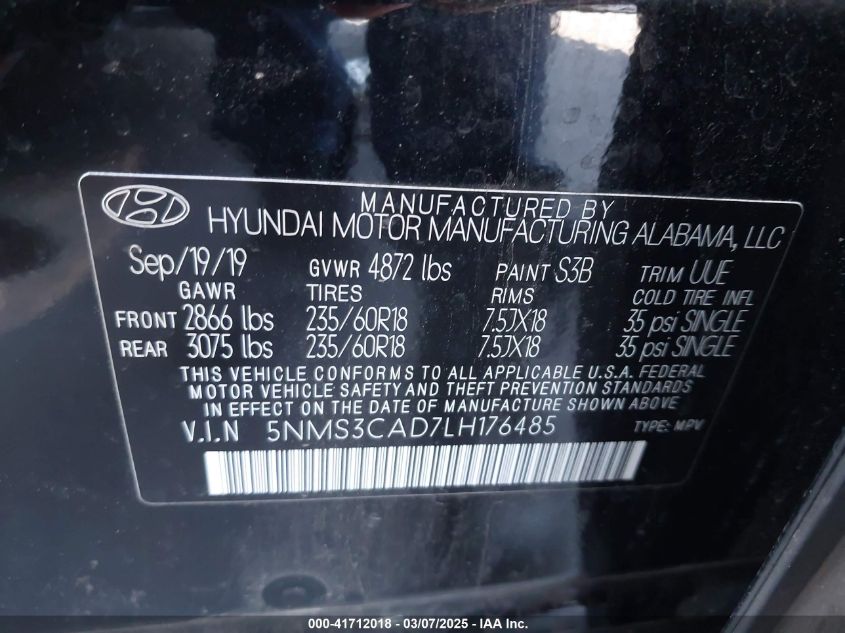 MANUFACTURED BY
HYUNDAI MOTOR MANUFACTURING ALABAMA, LLC
Sep/19/19 GVWR 4872 lbs PAINT S3B TRIM UUE
GAWR TIRES RIMS COLD TIRE INFL
FRONT 2866 lbs 235/60R18 7.5JX18 35 psi SINGLE
REAR 3075 lbs 235/60R18 7.5JX18 35 psi SINGLE
THIS VEHICLE CONFORMS TO ALL APPLICABLE U.S.A. FEDERAL
MOTOR VEHICLE SAFETY AND THEFT PREVENTION STANDARDS
IN EFFECT ON THE DATE OF MANUFACTURE SHOWN ABOVE.
V.I.N 5NMS3CAD7LH176485 TYPE: MPV
000-41712018 - 03/07/2025 - IAA Inc.